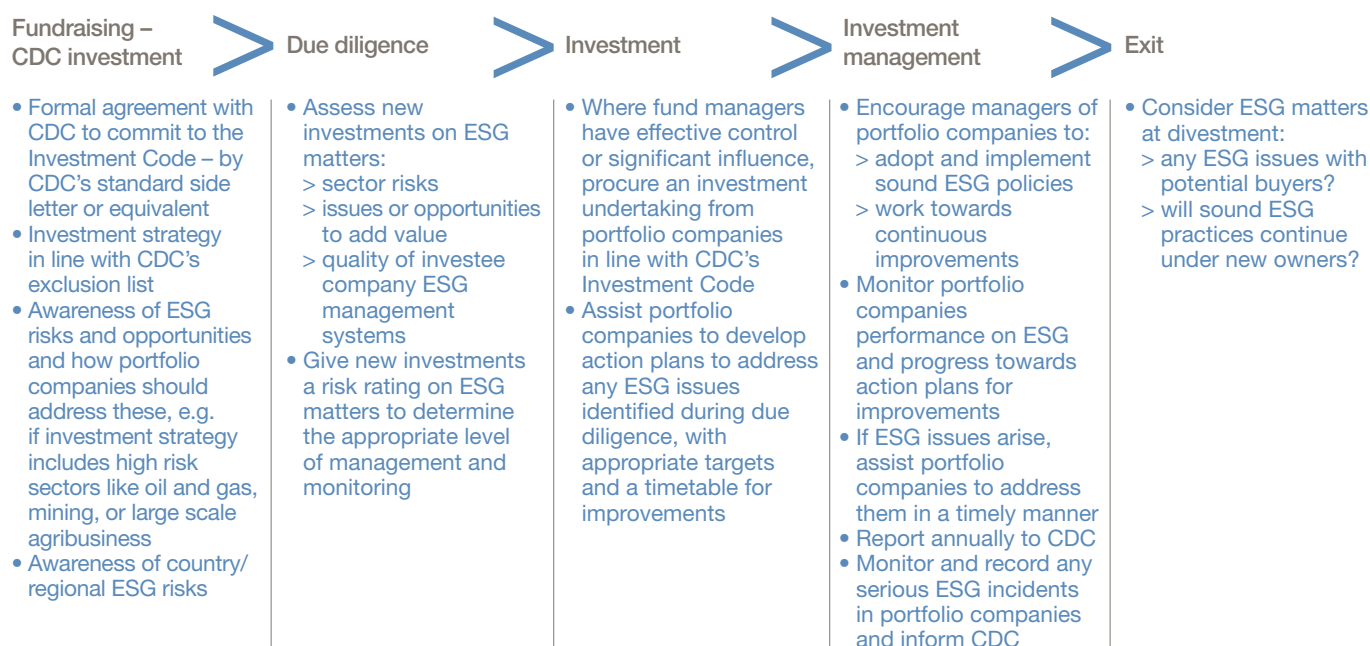 Fundraising –
CDC investment
• Formal agreement with
CDC to commit to the
Investment Code – by
CDC's standard side
letter or equivalent
• Investment strategy
in line with CDC's
exclusion list
• Awareness of ESG
risks and opportunities
and how portfolio
companies should
address these, e.g.
if investment strategy
includes high risk
sectors like oil and gas,
mining, or large scale
agribusiness
• Awareness of country/
regional ESG risks
Due diligence
• Assess new
investments on ESG
matters:
> sector risks
> issues or opportunities
to add value
> quality of investee
company ESG
management
systems
• Give new investments
a risk rating on ESG
matters to determine
the appropriate level
of management and
monitoring
Investment
• Where fund managers
have effective control
or significant influence,
procure an investment
undertaking from
portfolio companies
in line with CDC's
Investment Code
• Assist portfolio
companies to develop
action plans to address
any ESG issues
identified during due
diligence, with
appropriate targets
and a timetable for
improvements
Investment
management
• Encourage managers of
portfolio companies to:
> adopt and implement
sound ESG policies
> work towards
continuous
improvements
• Monitor portfolio
companies
performance on ESG
and progress towards
action plans for
improvements
• If ESG issues arise,
assist portfolio
companies to address
them in a timely manner
• Report annually to CDC
• Monitor and record any
serious ESG incidents
in portfolio companies
and inform CDC
Exit
• Consider ESG matters
at divestment:
> any ESG issues with
potential buyers?
> will sound ESG
practices continue
under new owners?